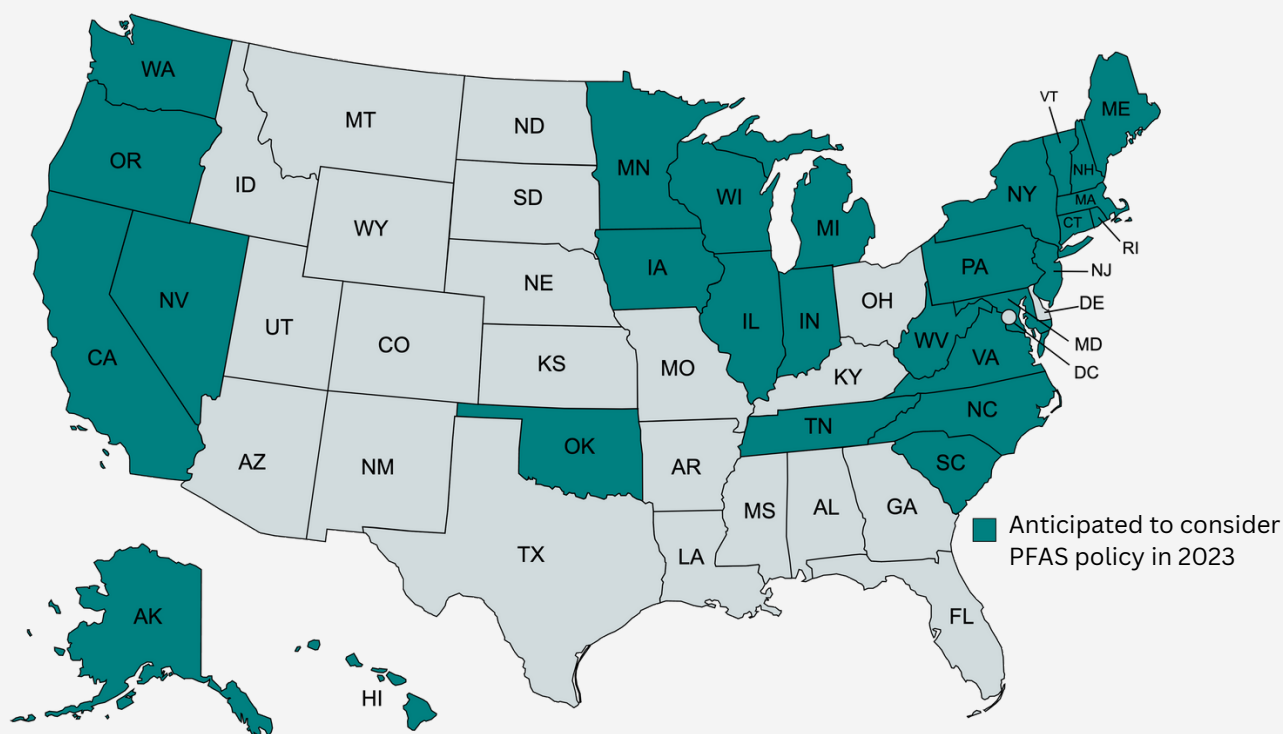 WA
OR
CA
NV
ID
MT
WY
UT
CO
AZ
NM
ND
SD
NE
KS
OK
TX
MN
IA
MO
AR
LA
WI
IL
MI
IN
OH
KY
TN
MS
AL
GA
FL
SC
NC
VA
WV
PA
NY
VT
NH
ME
MA
CT
RI
NJ
DE
MD
DC
AK
HI
Anticipated to consider
PFAS policy in 2023